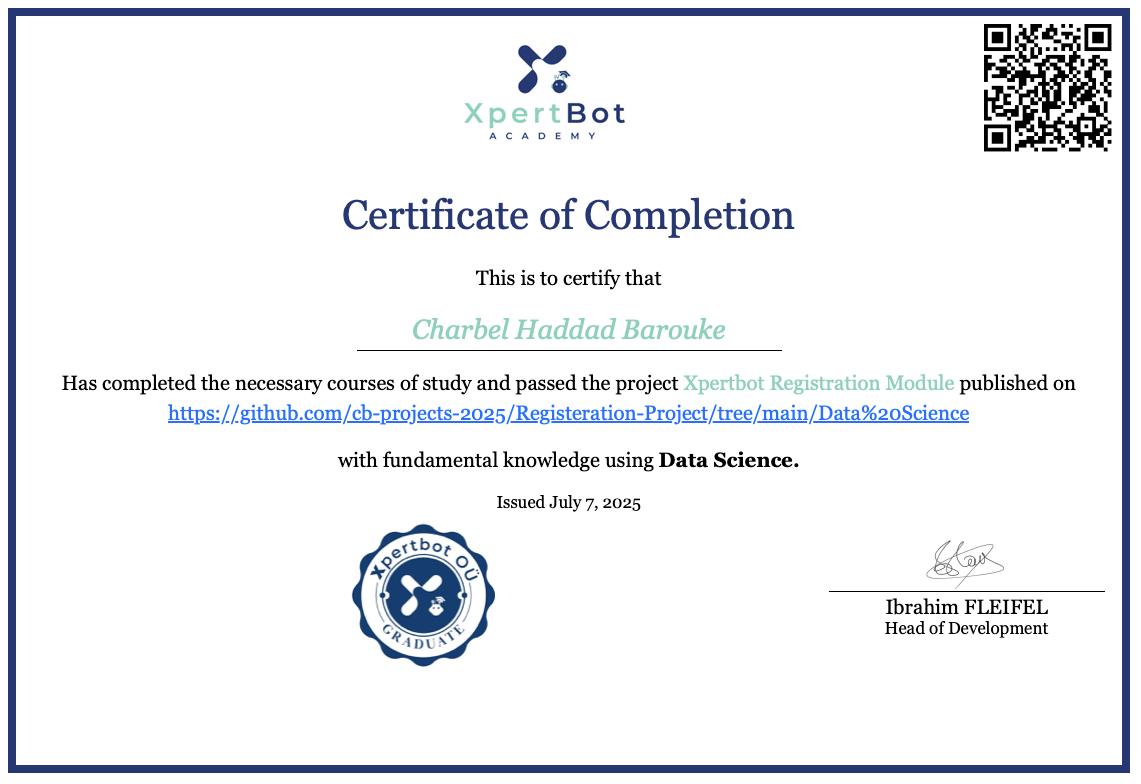 XpertBot
ACADEMY
Certificate of Completion
This is to certify that
Charbel Haddad Barouke
Has completed the necessary courses of study and passed the project Xpertbot Registration Module published on
https://github.com/cb-projects-2025/Registeration-Project/tree/main/Data%20Science
with fundamental knowledge using Data Science.
Issued July 7, 2025
Xpertbot OÜ
GRADUATE
Ibrahim FLEIFEL
Head of Development